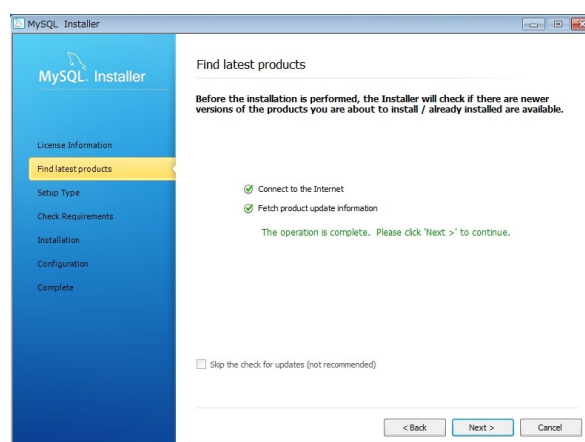 MySQL Installer
MySQL. Installer
License Information
Find latest products
Setup Type
Check Requirements
Installation
Configuration
Complete
Find latest products
Before the installation is performed, the Installer will check if there are newer
versions of the products you are about to install / already installed are available.
Connect to the Internet
Fetch product update information
The operation is complete. Please click 'Next >' to continue.
Skip the check for updates (not recommended)
< Back
Next >
Cancel